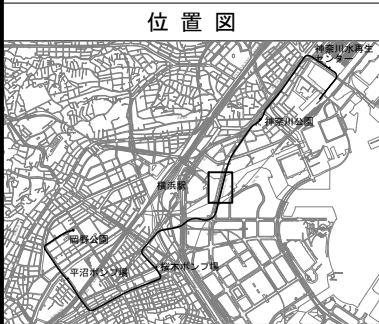 位置図
神奈川水再生
センター
神奈川公園
横浜駅
岡野公園
桜木ポンプ場
平沼ポンプ場